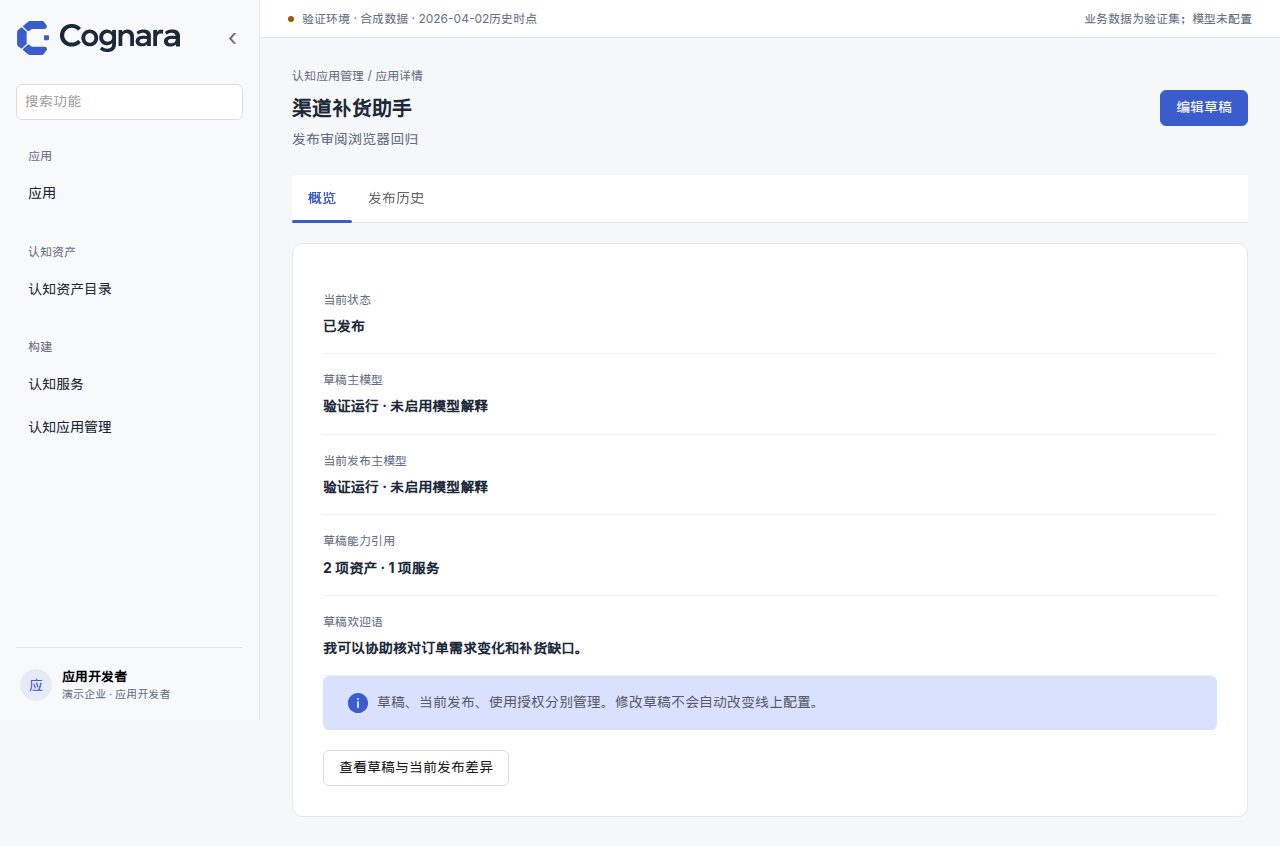 Cognara
搜索功能
应用
应用
认知资产
认知资产目录
构建
认知服务
认知应用管理
应
应用开发者
演示企业 · 应用开发者
验证环境 · 合成数据 · 2026-04-02历史时点
业务数据为验证集；模型未配置
认知应用管理 / 应用详情
渠道补货助手
发布审阅浏览器回归
编辑草稿
概览
发布历史
当前状态
已发布
草稿主模型
验证运行 · 未启用模型解释
当前发布主模型
验证运行 · 未启用模型解释
草稿能力引用
2 项资产 · 1 项服务
草稿欢迎语
我可以协助核对订单需求变化和补货缺口。
草稿、当前发布、使用授权分别管理。修改草稿不会自动改变线上配置。
查看草稿与当前发布差异